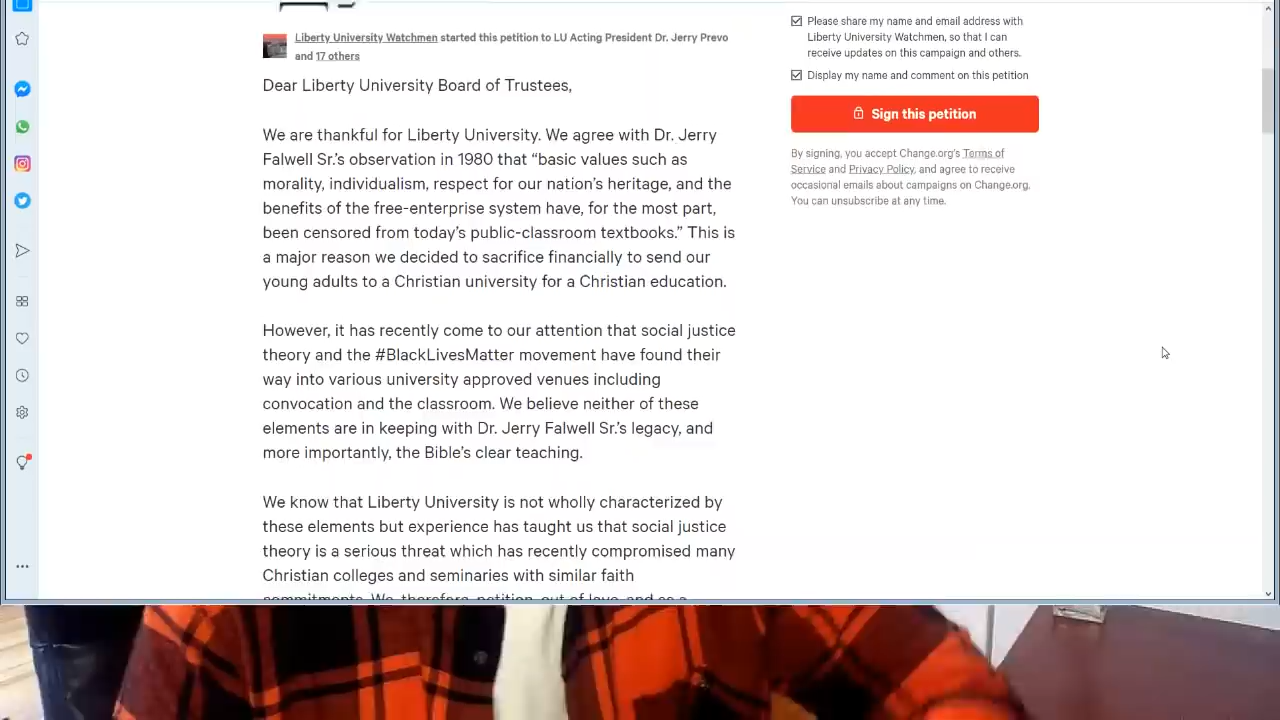 Liberty University Watchmen started this petition to LU Acting President Dr. Jerry Prevo
and 17 others
Dear Liberty University Board of Trustees,
We are thankful for Liberty University. We agree with Dr. Jerry
Falwell Sr.’s observation in 1980 that “basic values such as
morality, individualism, respect for our nation’s heritage, and the
benefits of the free-enterprise system have, for the most part,
been censored from today’s public-classroom textbooks.” This is
a major reason we decided to sacrifice financially to send our
young adults to a Christian university for a Christian education.
However, it has recently come to our attention that social justice
theory and the #BlackLivesMatter movement have found their
way into various university approved venues including
convocation and the classroom. We believe neither of these
elements are in keeping with Dr. Jerry Falwell Sr.’s legacy, and
more importantly, the Bible’s clear teaching.
We know that Liberty University is not wholly characterized by
these elements but experience has taught us that social justice
theory is a serious threat which has recently compromised many
Christian colleges and seminaries with similar faith
commitments. We, therefore, petition, out of love, and as a
Please share my name and email address with
Liberty University Watchmen, so that I can
receive updates on this campaign and others.
Display my name and comment on this petition
Sign this petition
By signing, you accept Change.org’s Terms of
Service and Privacy Policy, and agree to receive
occasional emails about campaigns on Change.org.
You can unsubscribe at any time.